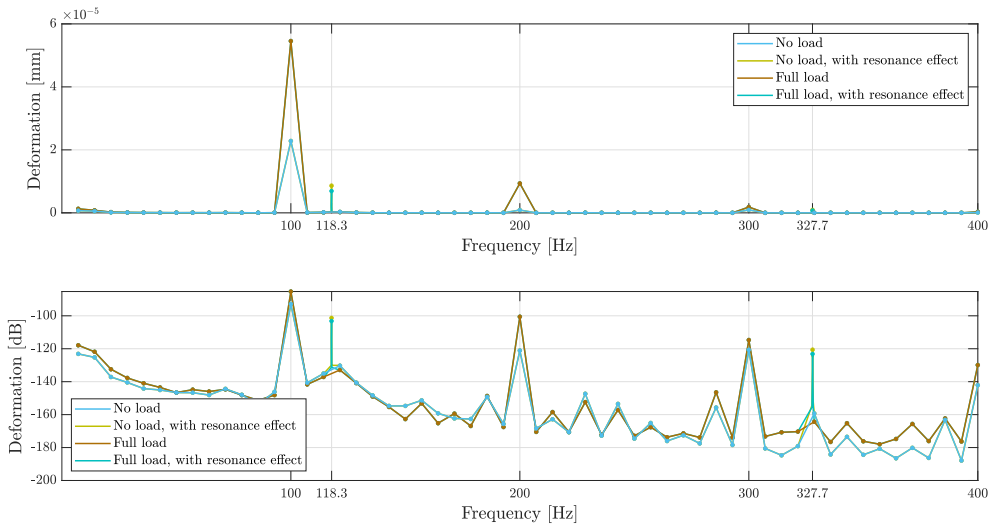 ×10⁻⁵
6
4
2
0
Deformation [mm]
No load
No load, with resonance effect
Full load
Full load, with resonance effect
100 118.3 200 300 327.7 400
Frequency [Hz]
-100
-120
-140
-160
-180
-200
Deformation [dB]
No load
No load, with resonance effect
Full load
Full load, with resonance effect
100 118.3 200 300 327.7 400
Frequency [Hz]